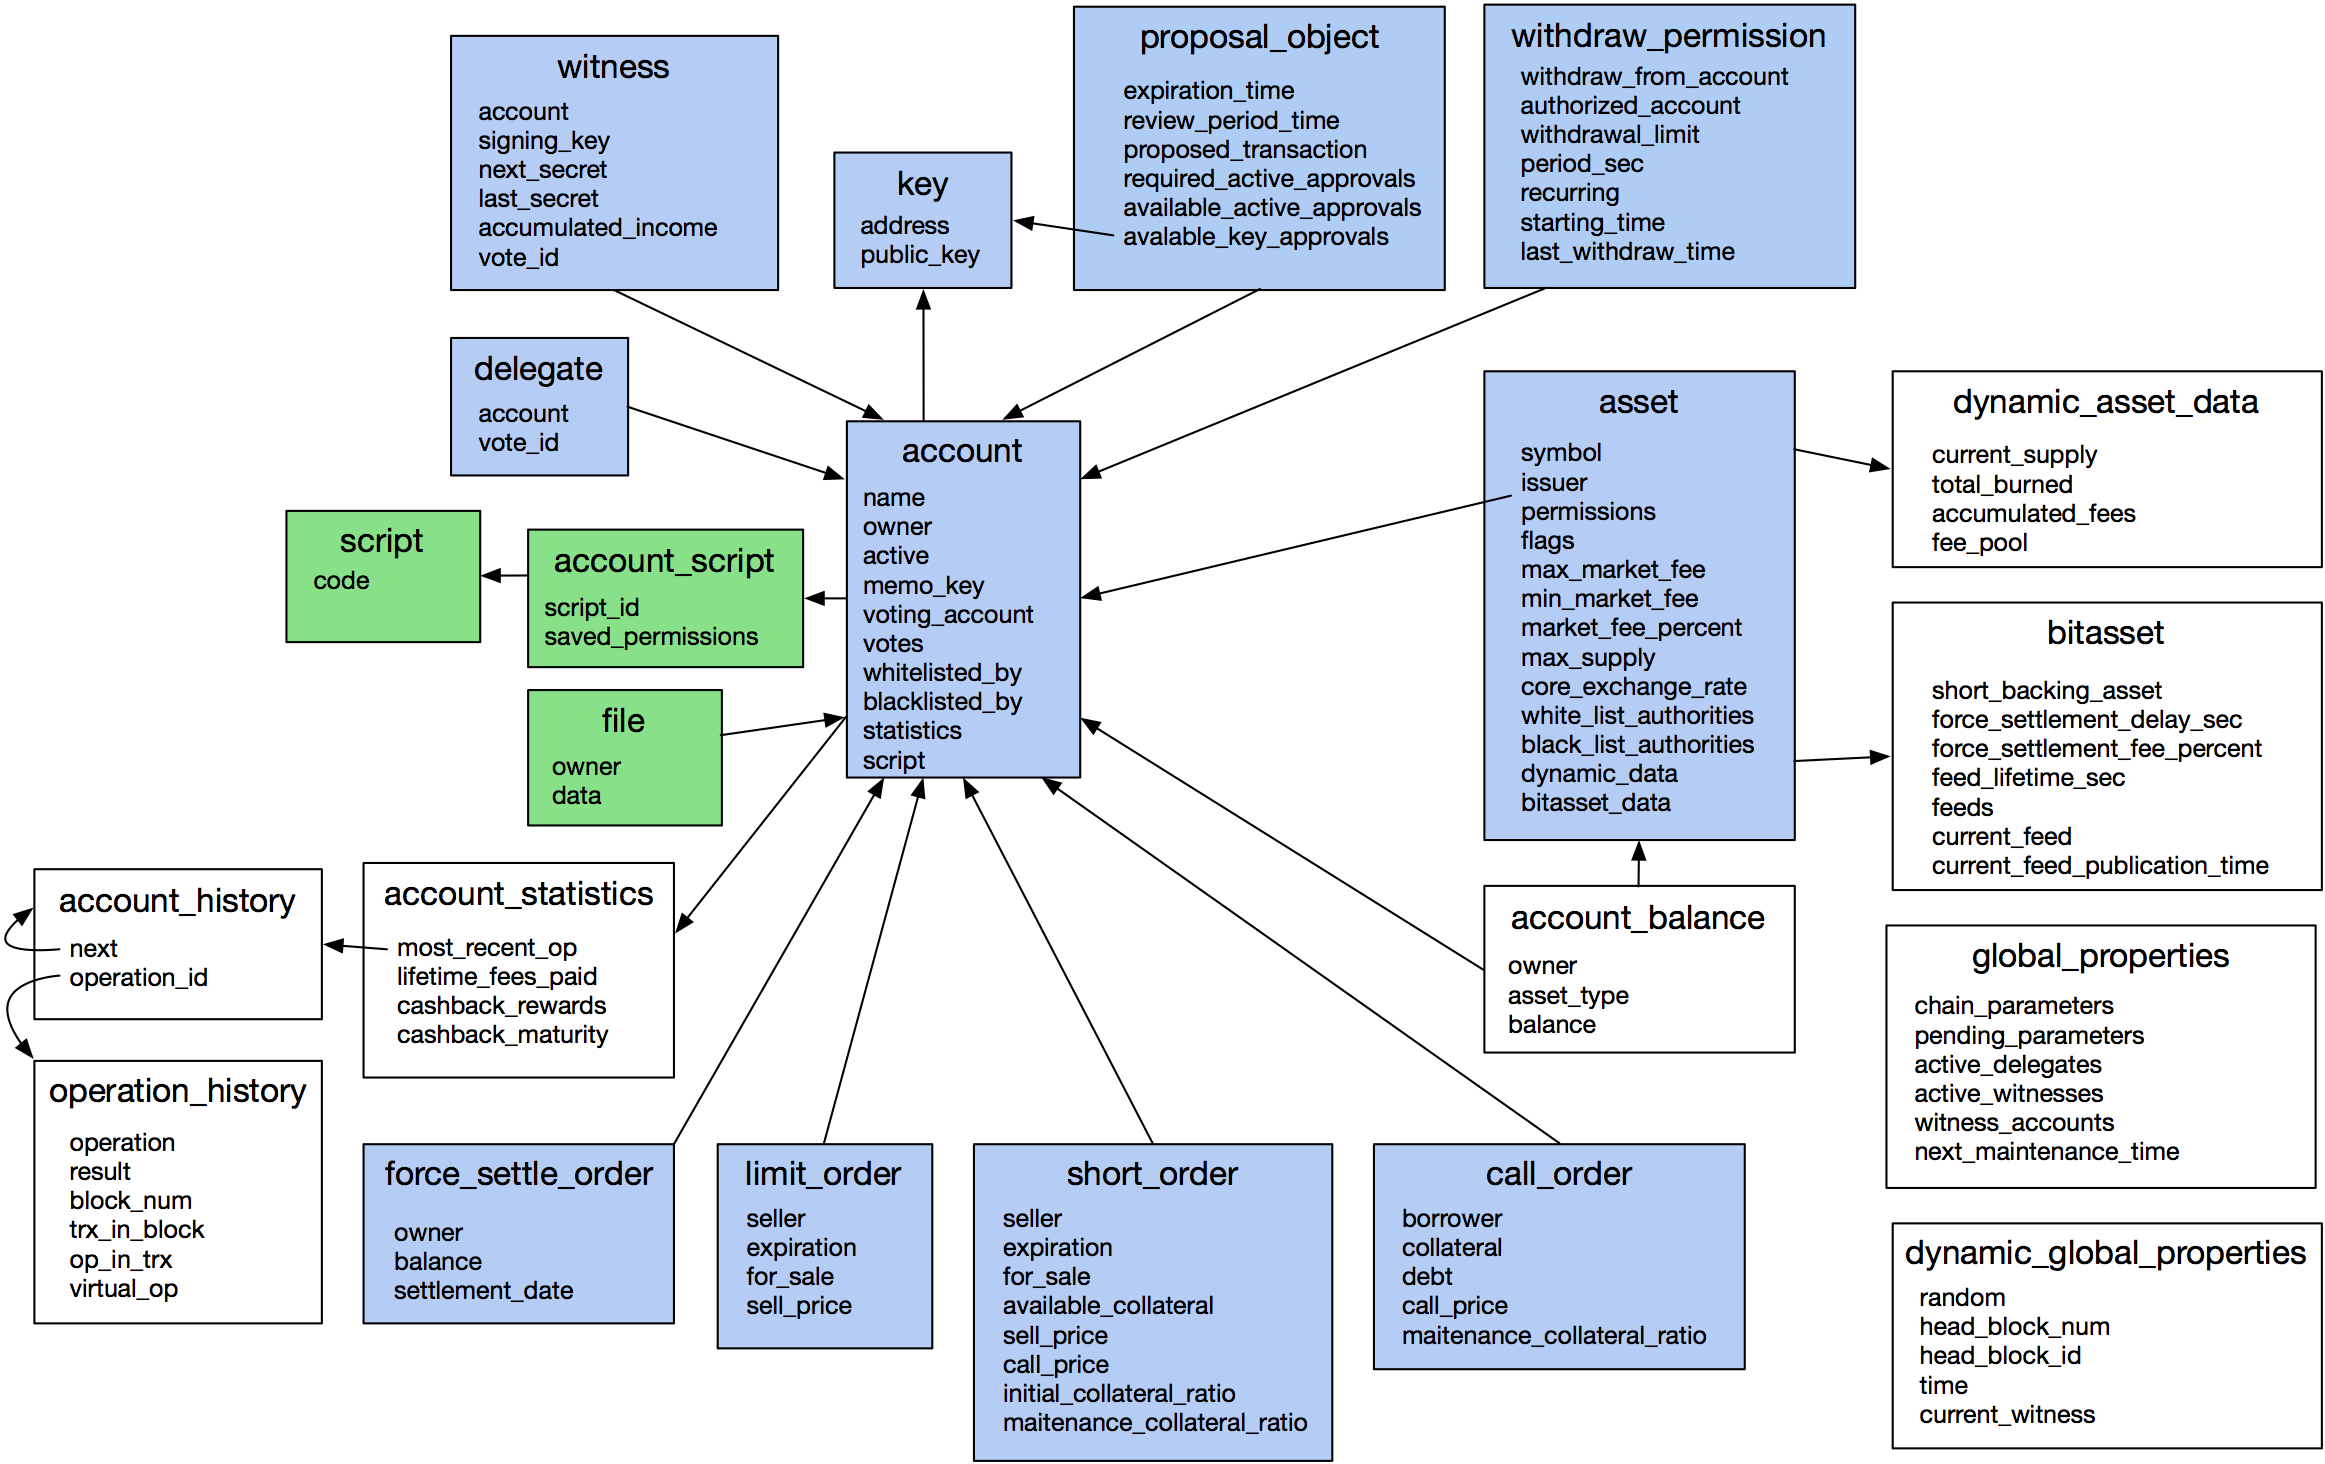 witness
account
signing_key
next_secret
last_secret
accumulated_income
vote_id
key
address
public_key
proposal_object
expiration_time
review_period_time
proposed_transaction
required_active_approvals
available_active_approvals
avalable_key_approvals
withdraw_permission
withdraw_from_account
authorized_account
withdrawal_limit
period_sec
recurring
starting_time
last_withdraw_time
delegate
account
vote_id
account
name
owner
active
memo_key
voting_account
votes
whitelisted_by
blacklisted_by
statistics
script
asset
symbol
issuer
permissions
flags
max_market_fee
min_market_fee
market_fee_percent
max_supply
core_exchange_rate
white_list_authorities
black_list_authorities
dynamic_data
bitasset_data
dynamic_asset_data
current_supply
total_burned
accumulated_fees
fee_pool
script
code
account_script
script_id
saved_permissions
file
owner
data
bitasset
short_backing_asset
force_settlement_delay_sec
force_settlement_fee_percent
feed_lifetime_sec
feeds
current_feed
current_feed_publication_time
account_history
next
operation_id
account_statistics
most_recent_op
lifetime_fees_paid
cashback_rewards
cashback_maturity
account_balance
owner
asset_type
balance
global_properties
chain_parameters
pending_parameters
active_delegates
active_witnesses
witness_accounts
next_maintenance_time
operation_history
operation
result
block_num
trx_in_block
op_in_trx
virtual_op
force_settle_order
owner
balance
settlement_date
limit_order
seller
expiration
for_sale
sell_price
short_order
seller
expiration
for_sale
available_collateral
sell_price
call_price
initial_collateral_ratio
maitenance_collateral_ratio
call_order
borrower
collateral
debt
call_price
maitenance_collateral_ratio
dynamic_global_properties
random
head_block_num
head_block_id
time
current_witness